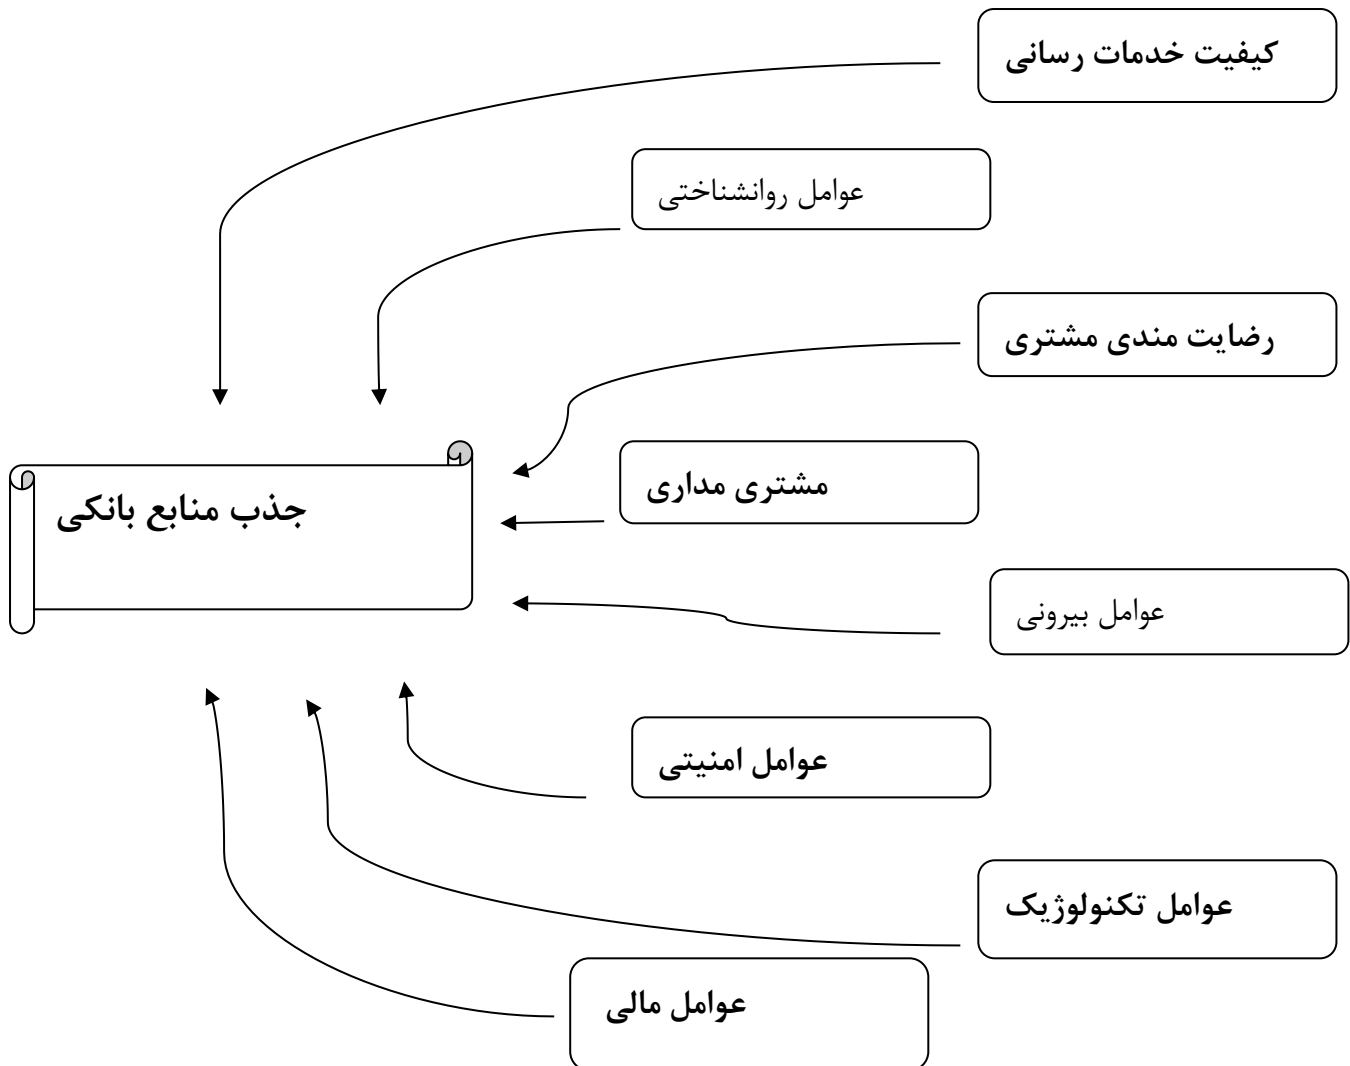 کیفیت خدمات رسانی
عوامل روانشناختی
رضایت مندی مشتری
مشتری مداری
جذب منابع بانکی
عوامل بیرونی
عوامل امنیتی
عوامل تکنولوژیک
عوامل مالی